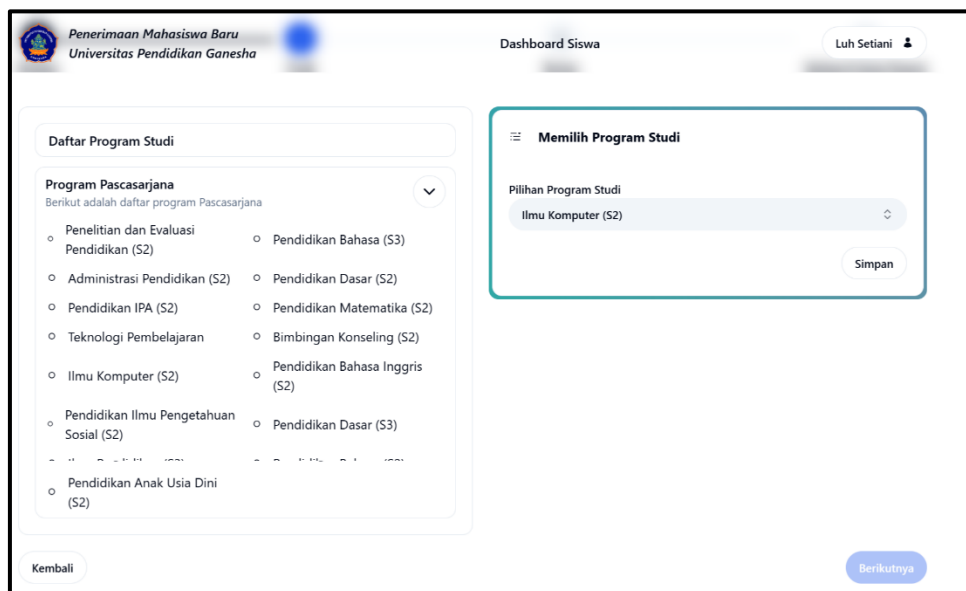 Penerimaan Mahasiswa Baru
Universitas Pendidikan Ganesha
Dashboard Siswa
Luh Setiani
Daftar Program Studi
Program Pascasarjana
Berikut adalah daftar program Pascasarjana
Penelitian dan Evaluasi
Pendidikan (S2)
Pendidikan Bahasa (S3)
Administrasi Pendidikan (S2)
Pendidikan Dasar (S2)
Pendidikan IPA (S2)
Pendidikan Matematika (S2)
Teknologi Pembelajaran
Bimbingan Konseling (S2)
Ilmu Komputer (S2)
Pendidikan Bahasa Inggris
(S2)
Pendidikan Ilmu Pengetahuan
Sosial (S2)
Pendidikan Dasar (S3)
Pendidikan Anak Usia Dini
(S2)
Memilih Program Studi
Pilihan Program Studi
Ilmu Komputer (S2)
Simpan
Kembali
Berikutnya